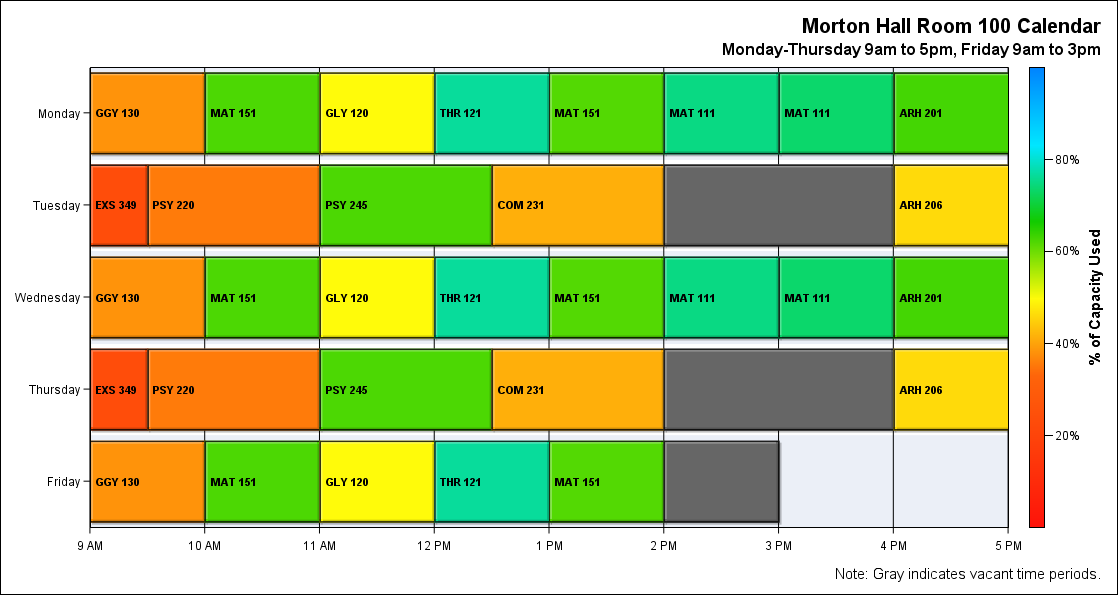 Morton Hall Room 100 Calendar
Monday-Thursday 9am to 5pm, Friday 9am to 3pm
Monday
GGY 130
MAT 151
GLY 120
THR 121
MAT 151
MAT 111
MAT 111
ARH 201
Tuesday
EXS 349
PSY 220
PSY 245
COM 231
ARH 206
Wednesday
GGY 130
MAT 151
GLY 120
THR 121
MAT 151
MAT 111
MAT 111
ARH 201
Thursday
EXS 349
PSY 220
PSY 245
COM 231
ARH 206
Friday
GGY 130
MAT 151
GLY 120
THR 121
MAT 151
9 AM
10 AM
11 AM
12 PM
1 PM
2 PM
3 PM
4 PM
5 PM
80%
60%
40%
20%
% of Capacity Used
Note: Gray indicates vacant time periods.